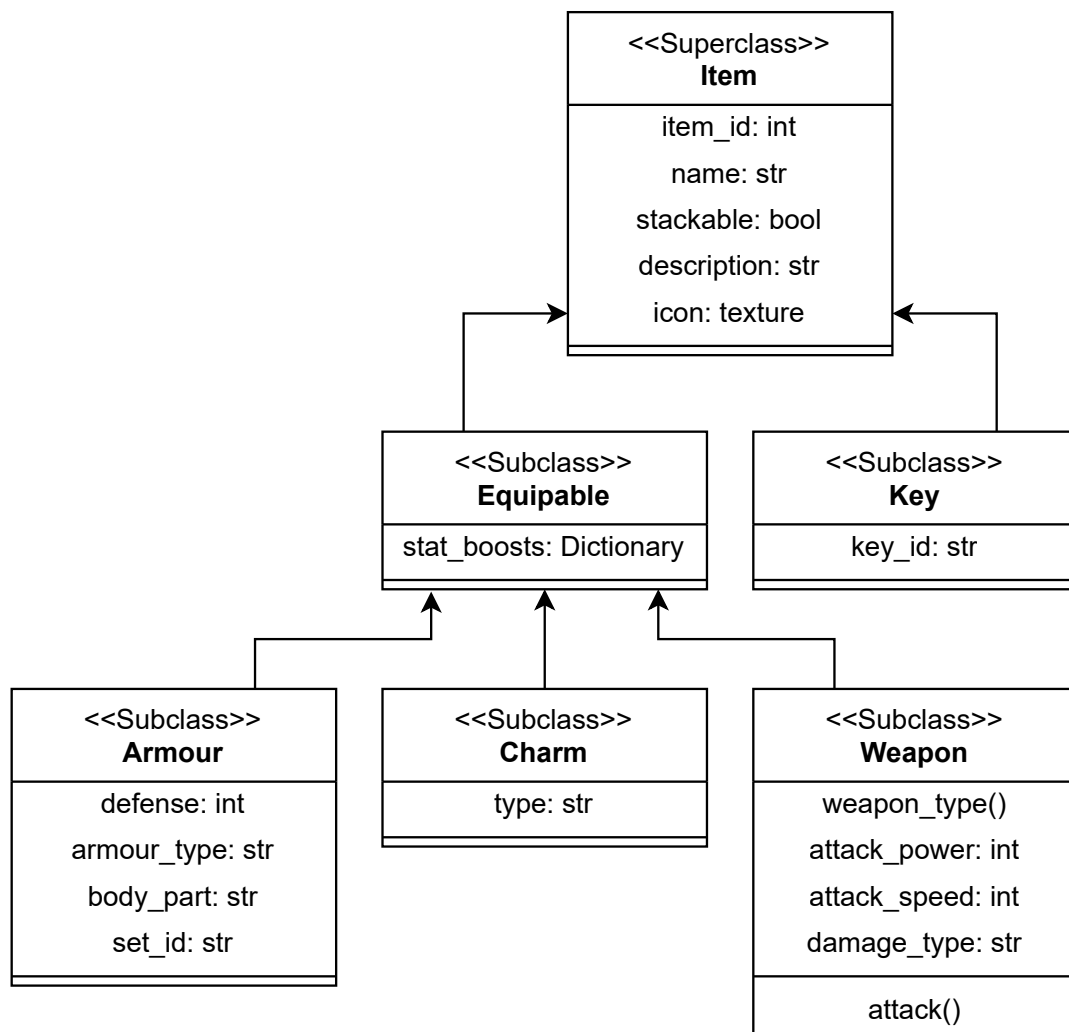 <<Superclass>>
Item
item_id: int
name: str
stackable: bool
description: str
icon: texture
<<Subclass>>
Equipable
stat_boosts: Dictionary
<<Subclass>>
Key
key_id: str
<<Subclass>>
Armour
defense: int
armour_type: str
body_part: str
set_id: str
<<Subclass>>
Charm
type: str
<<Subclass>>
Weapon
weapon_type()
attack_power: int
attack_speed: int
damage_type: str
attack()